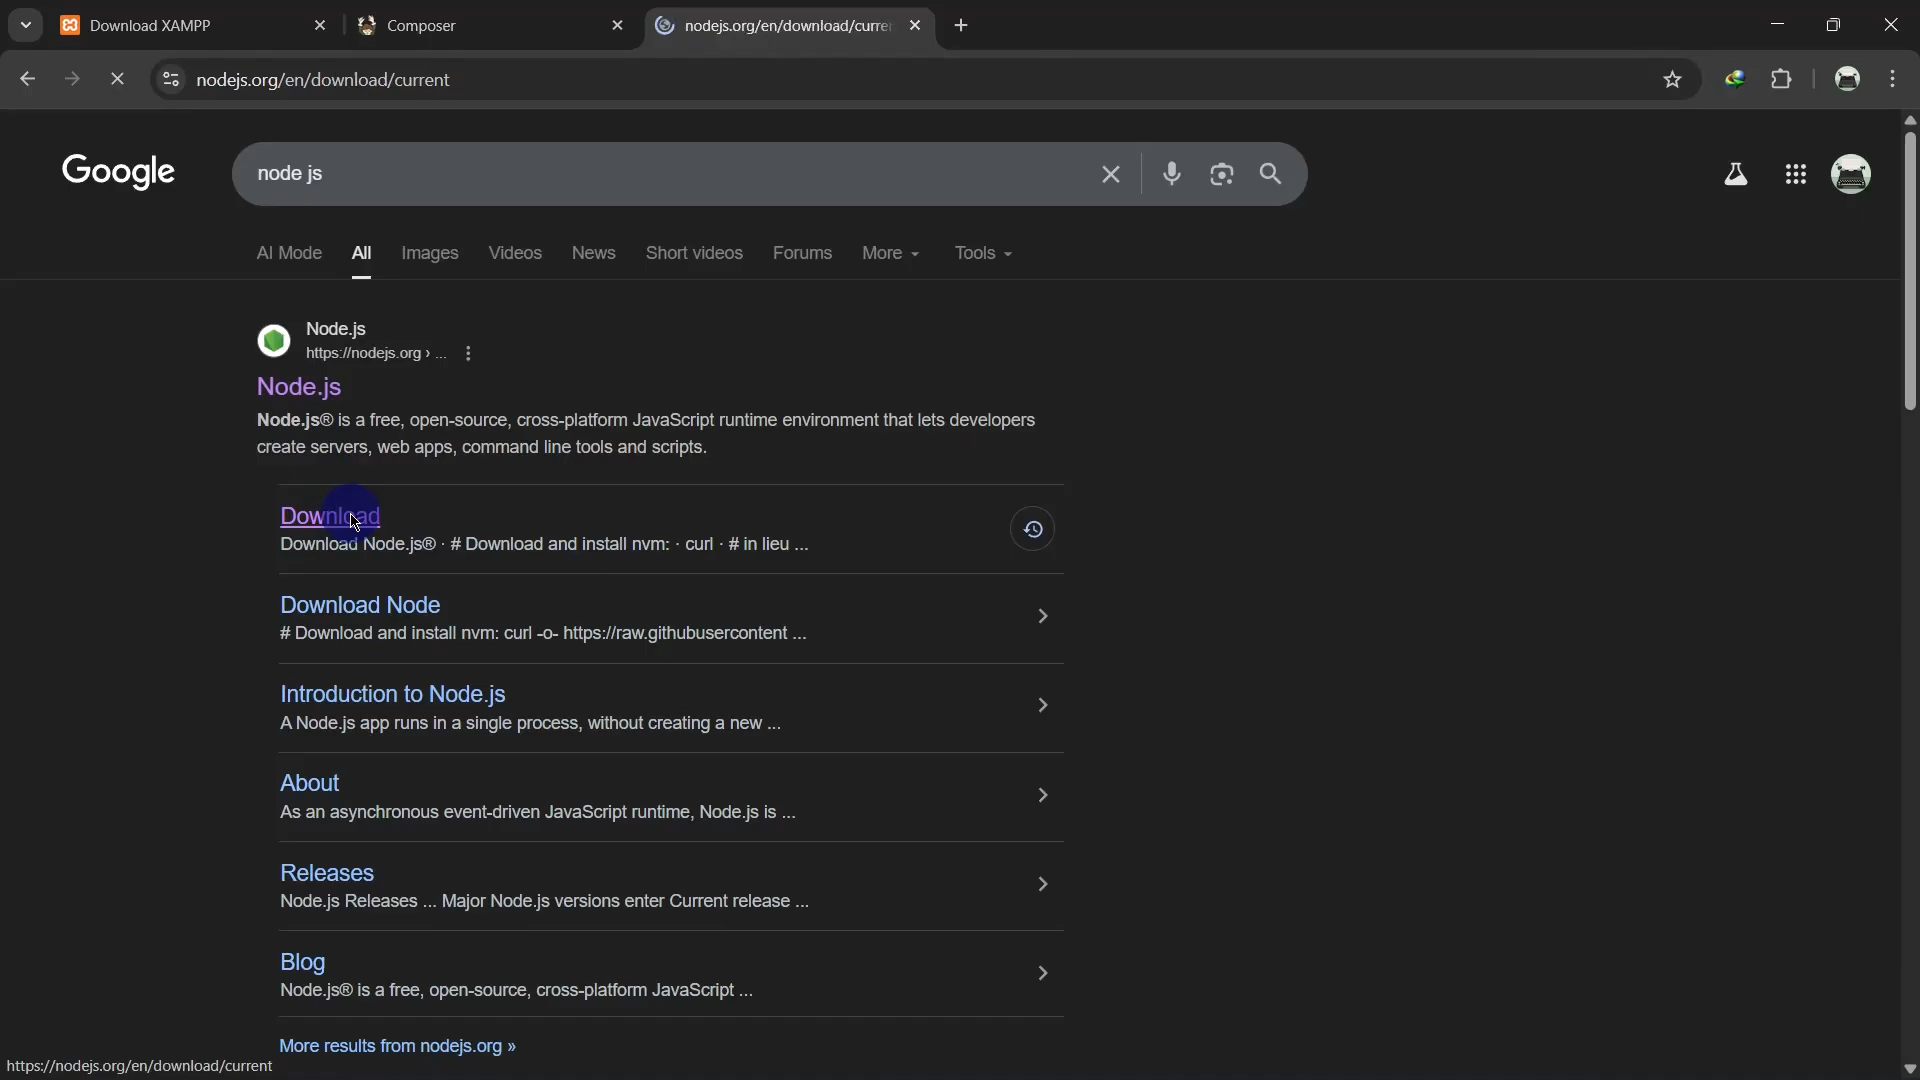 Download XAMPP
Composer
nodejs.org/en/download/curre
nodejs.org/en/download/current
Google
node js
AI Mode
All
Images
Videos
News
Short videos
Forums
More
Tools
Node.js
https://nodejs.org › ...
Node.js
Node.js® is a free, open-source, cross-platform JavaScript runtime environment that lets developers
create servers, web apps, command line tools and scripts.
Download
Download Node.js® · # Download and install nvm: · curl · # in lieu ...
Download Node
# Download and install nvm: curl -o- https://raw.githubusercontent ...
Introduction to Node.js
A Node.js app runs in a single process, without creating a new ...
About
As an asynchronous event-driven JavaScript runtime, Node.js is ...
Releases
Node.js Releases ... Major Node.js versions enter Current release ...
Blog
Node.js® is a free, open-source, cross-platform JavaScript ...
More results from nodejs.org »
https://nodejs.org/en/download/current